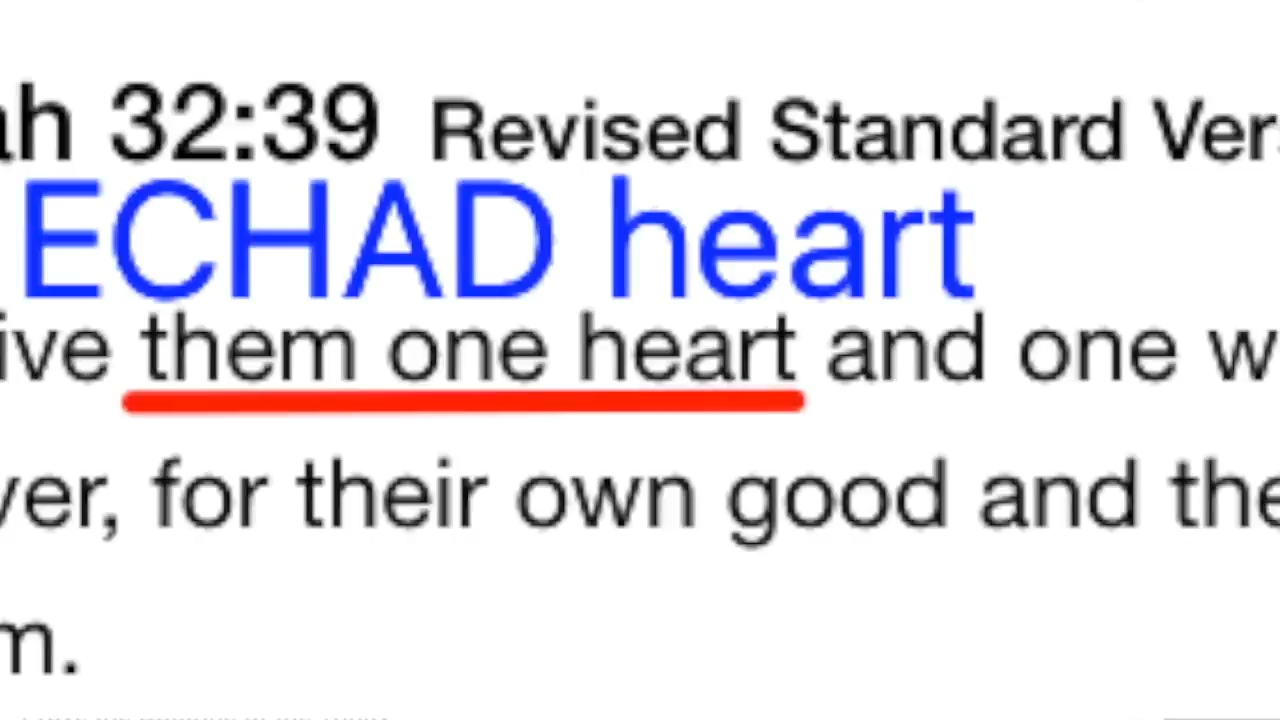 ah 32:39 Revised Standard Vers
ECHAD heart
ive them one heart and one w
ver, for their own good and the
m.